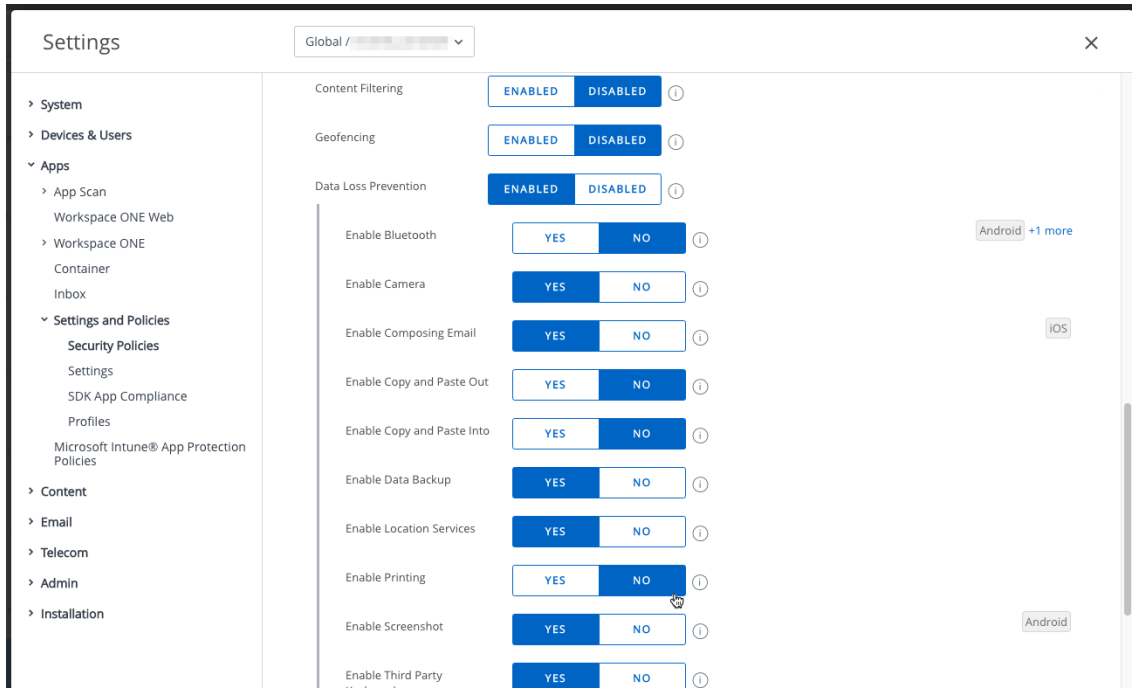 Settings
Global /
System
Devices & Users
Apps
App Scan
Workspace ONE Web
Workspace ONE
Container
Inbox
Settings and Policies
Security Policies
Settings
SDK App Compliance
Profiles
Microsoft Intune® App Protection
Policies
Content
Email
Telecom
Admin
Installation
Content Filtering ENABLED DISABLED
Geofencing ENABLED DISABLED
Data Loss Prevention ENABLED DISABLED
Enable Bluetooth YES NO Android +1 more
Enable Camera YES NO
Enable Composing Email YES NO iOS
Enable Copy and Paste Out YES NO
Enable Copy and Paste Into YES NO
Enable Data Backup YES NO
Enable Location Services YES NO
Enable Printing YES NO
Enable Screenshot YES NO Android
Enable Third Party YES NO